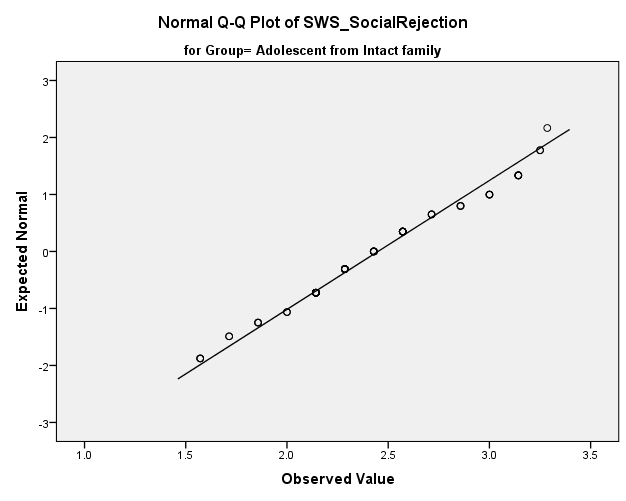 Normal Q-Q Plot of SWS_SocialRejection
for Group= Adolescent from Intact family
Expected Normal
3
2
1
0
-1
-2
-3
1.0 1.5 2.0 2.5 3.0 3.5
Observed Value